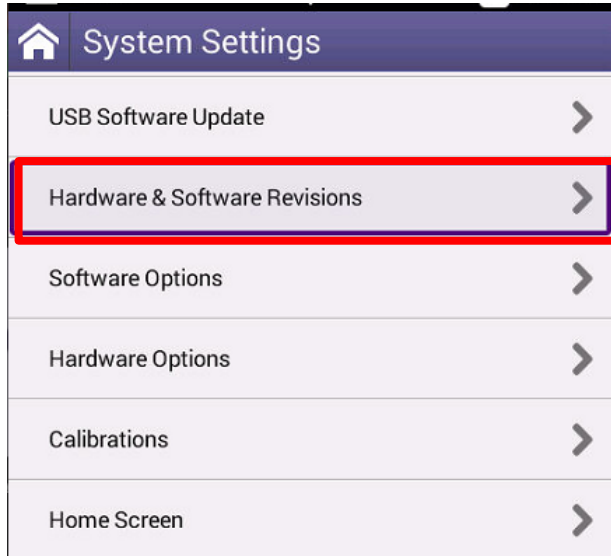 System Settings
USB Software Update
Hardware & Software Revisions
Software Options
Hardware Options
Calibrations
Home Screen